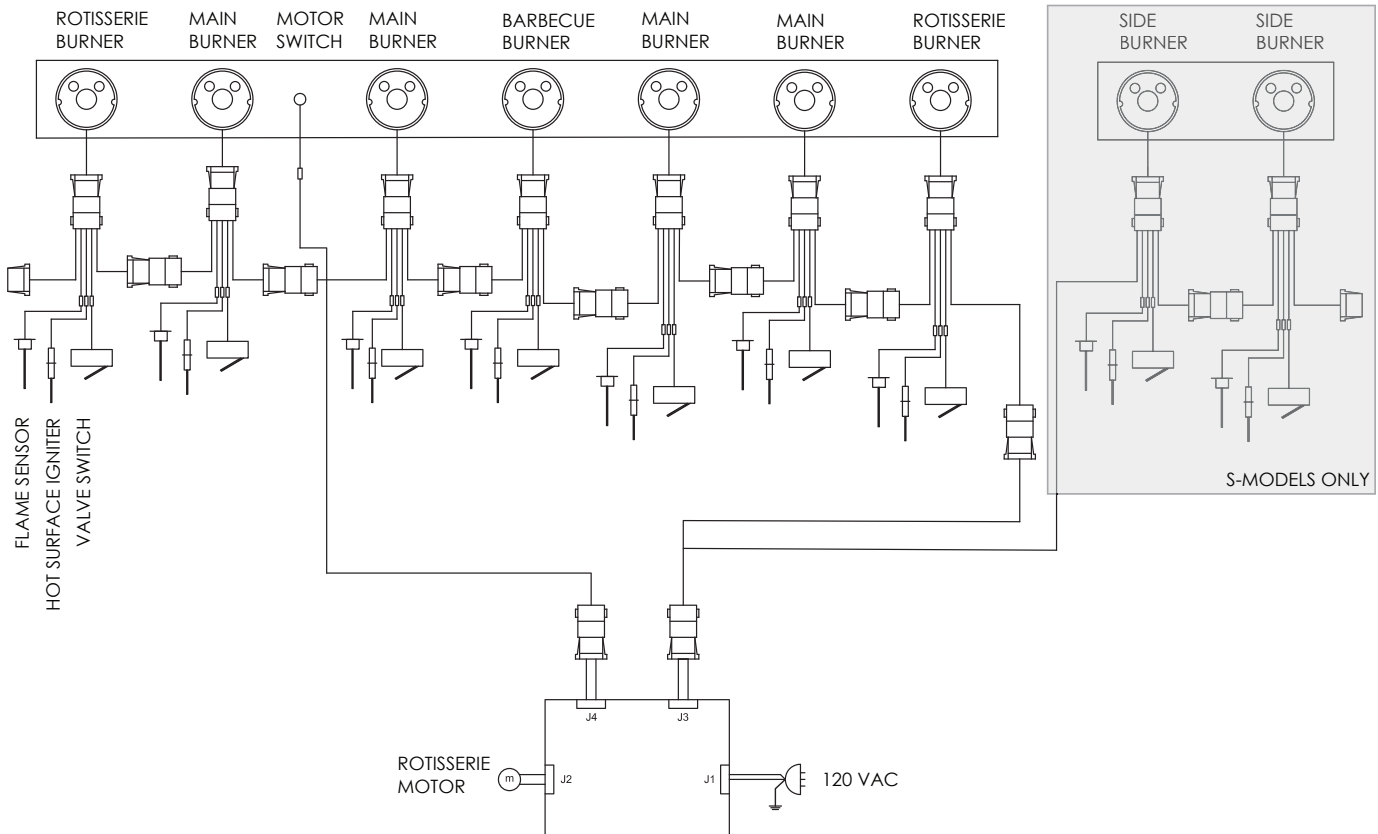 ROTISSERIE
BURNER
MAIN
BURNER
MOTOR
SWITCH
MAIN
BURNER
BARBECUE
BURNER
MAIN
BURNER
MAIN
BURNER
ROTISSERIE
BURNER
SIDE
BURNER
SIDE
BURNER
FLAME SENSOR
HOT SURFACE IGNITER
VALVE SWITCH
S-MODELS ONLY
J4
J3
ROTISSERIE
MOTOR
m
J2
J1
120 VAC